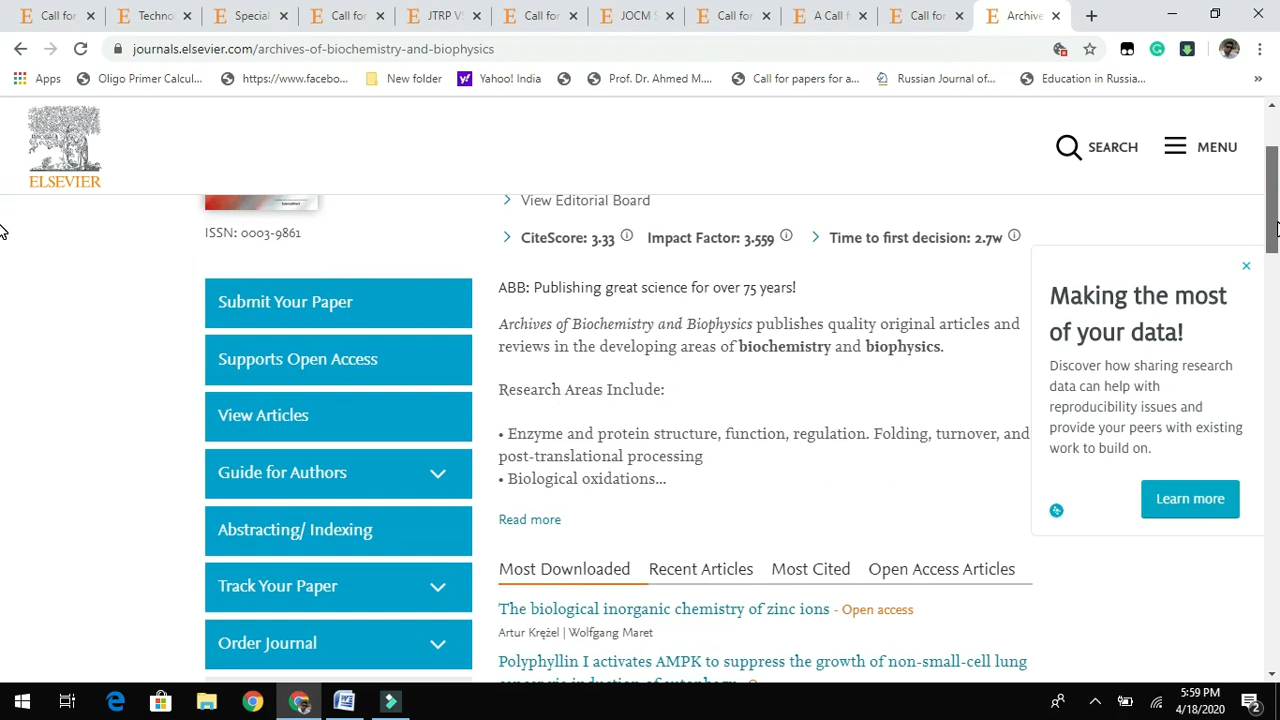 Call for
Techno
Special
Call for
JTRP V
Call for
JOCM S
Call for
A Call f
Call for
Archive
journals.elsevier.com/archives-of-biochemistry-and-biophysics
Apps
Oligo Primer Calcul...
https://www.facebo...
New folder
Yahoo! India
Prof. Dr. Ahmed M....
Call for papers for a...
Russian Journal of...
Education in Russia...
ELSEVIER
SEARCH
MENU
View Editorial Board
ISSN: 0003-9861
CiteScore: 3.33 Impact Factor: 3.559 Time to first decision: 2.7w
Submit Your Paper
Supports Open Access
View Articles
Guide for Authors
Abstracting/ Indexing
Track Your Paper
Order Journal
ABB: Publishing great science for over 75 years!
Archives of Biochemistry and Biophysics publishes quality original articles and
reviews in the developing areas of biochemistry and biophysics.
Research Areas Include:
• Enzyme and protein structure, function, regulation. Folding, turnover, and
post-translational processing
• Biological oxidations...
Read more
Most Downloaded Recent Articles Most Cited Open Access Articles
The biological inorganic chemistry of zinc ions - Open access
Artur Krężel | Wolfgang Maret
Polyphyllin I activates AMPK to suppress the growth of non-small-cell lung
Making the most
of your data!
Discover how sharing research
data can help with
reproducibility issues and
provide your peers with existing
work to build on.
Learn more
5:59 PM
4/18/2020
2